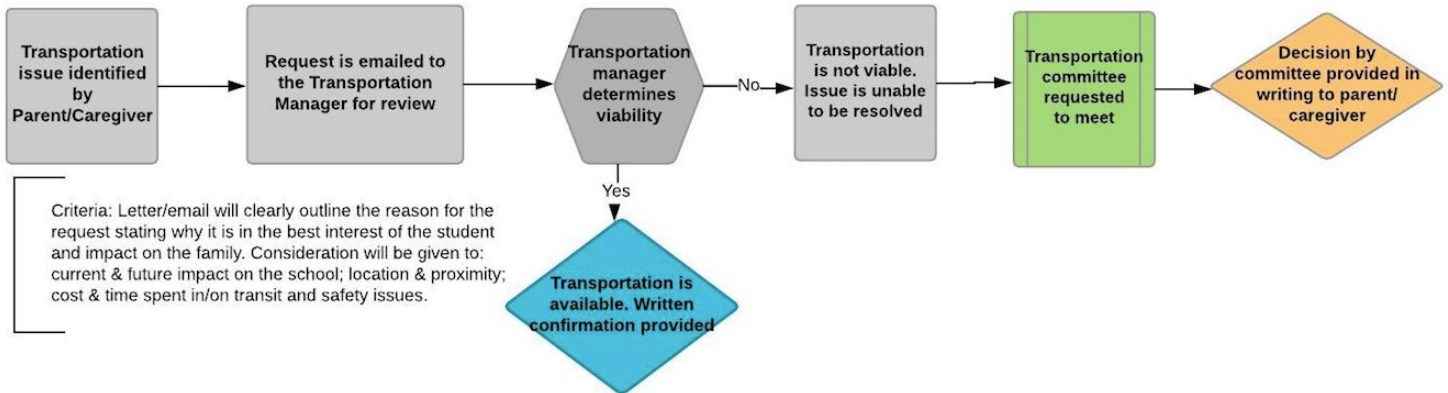 Transportation
issue identified
by
Parent/Caregiver
Request is emailed to
the Transportation
Manager for review
Transportation
manager
determines
viability
No
Transportation
is not viable.
Issue is unable
to be resolved
Transportation
committee
requested
to meet
Decision by
committee provided in
writing to parent/
caregiver
Yes
Criteria: Letter/email will clearly outline the reason for the
request stating why it is in the best interest of the student
and impact on the family. Consideration will be given to:
current & future impact on the school; location & proximity;
cost & time spent in/on transit and safety issues.
Transportation is
available. Written
confirmation provided